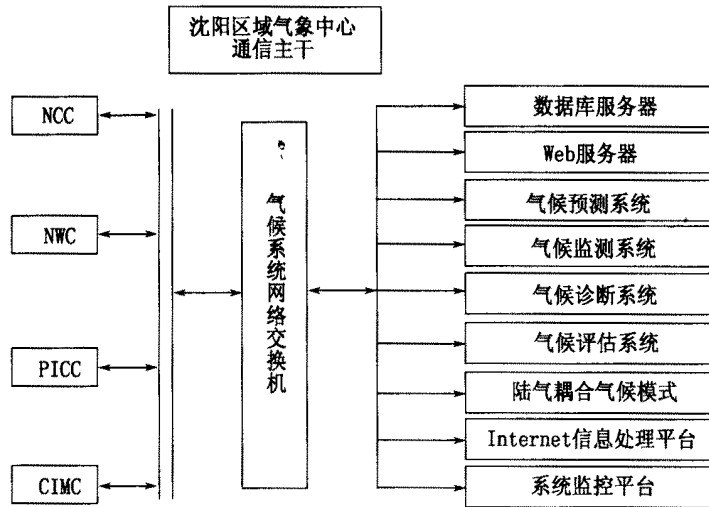 沈阳区域气象中心
通信主干
NCC
NWC
PICC
CIMC
气候系统网络交换机
数据库服务器
Web服务器
气候预测系统
气候监测系统
气候诊断系统
气候评估系统
陆气耦合气候模式
Internet信息处理平台
系统监控平台